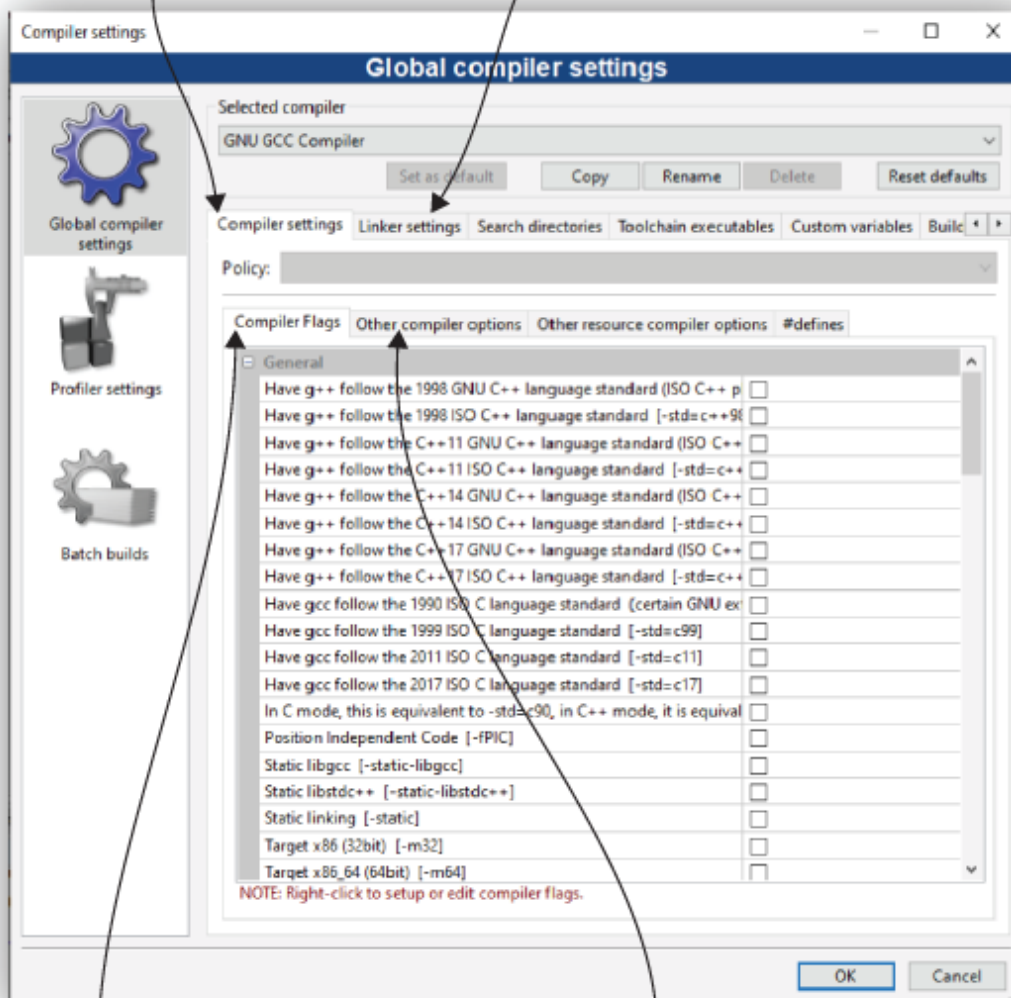 Compiler settings
Global compiler settings
Selected compiler
GNU GCC Compiler
Set as default Copy Rename Delete Reset defaults
Global compiler
settings
Compiler settings Linker settings Search directories Toolchain executables Custom variables Builc
Policy:
Compiler Flags Other compiler options Other resource compiler options #defines
General
Have g++ follow the 1998 GNU C++ language standard (ISO C++ p
Have g++ follow the 1998 ISO C++ language standard [-std=c++98
Profiler settings
Have g++ follow the C++11 GNU C++ language standard (ISO C++
Have g++ follow the C++11 ISO C++ language standard [-std=c++
Have g++ follow the C++14 GNU C++ language standard (ISO C++
Have g++ follow the C++14 ISO C++ language standard [-std=c++
Have g++ follow the C++17 GNU C++ language standard (ISO C++
Batch builds
Have g++ follow the C++17 ISO C++ language standard [-std=c++
Have gcc follow the 1990 ISO C language standard (certain GNU ex
Have gcc follow the 1999 ISO C language standard [-std=c99]
Have gcc follow the 2011 ISO C language standard [-std=c11]
Have gcc follow the 2017 ISO C language standard [-std=c17]
In C mode, this is equivalent to -std=c90, in C++ mode, it is equival
Position Independent Code [-fPIC]
Static libgcc [-static-libgcc]
Static libstdc++ [-static-libstdc++]
Static linking [-static]
Target x86 (32bit) [-m32]
Target x86_64 (64bit) [-m64]
NOTE: Right-click to setup or edit compiler flags.
OK Cancel